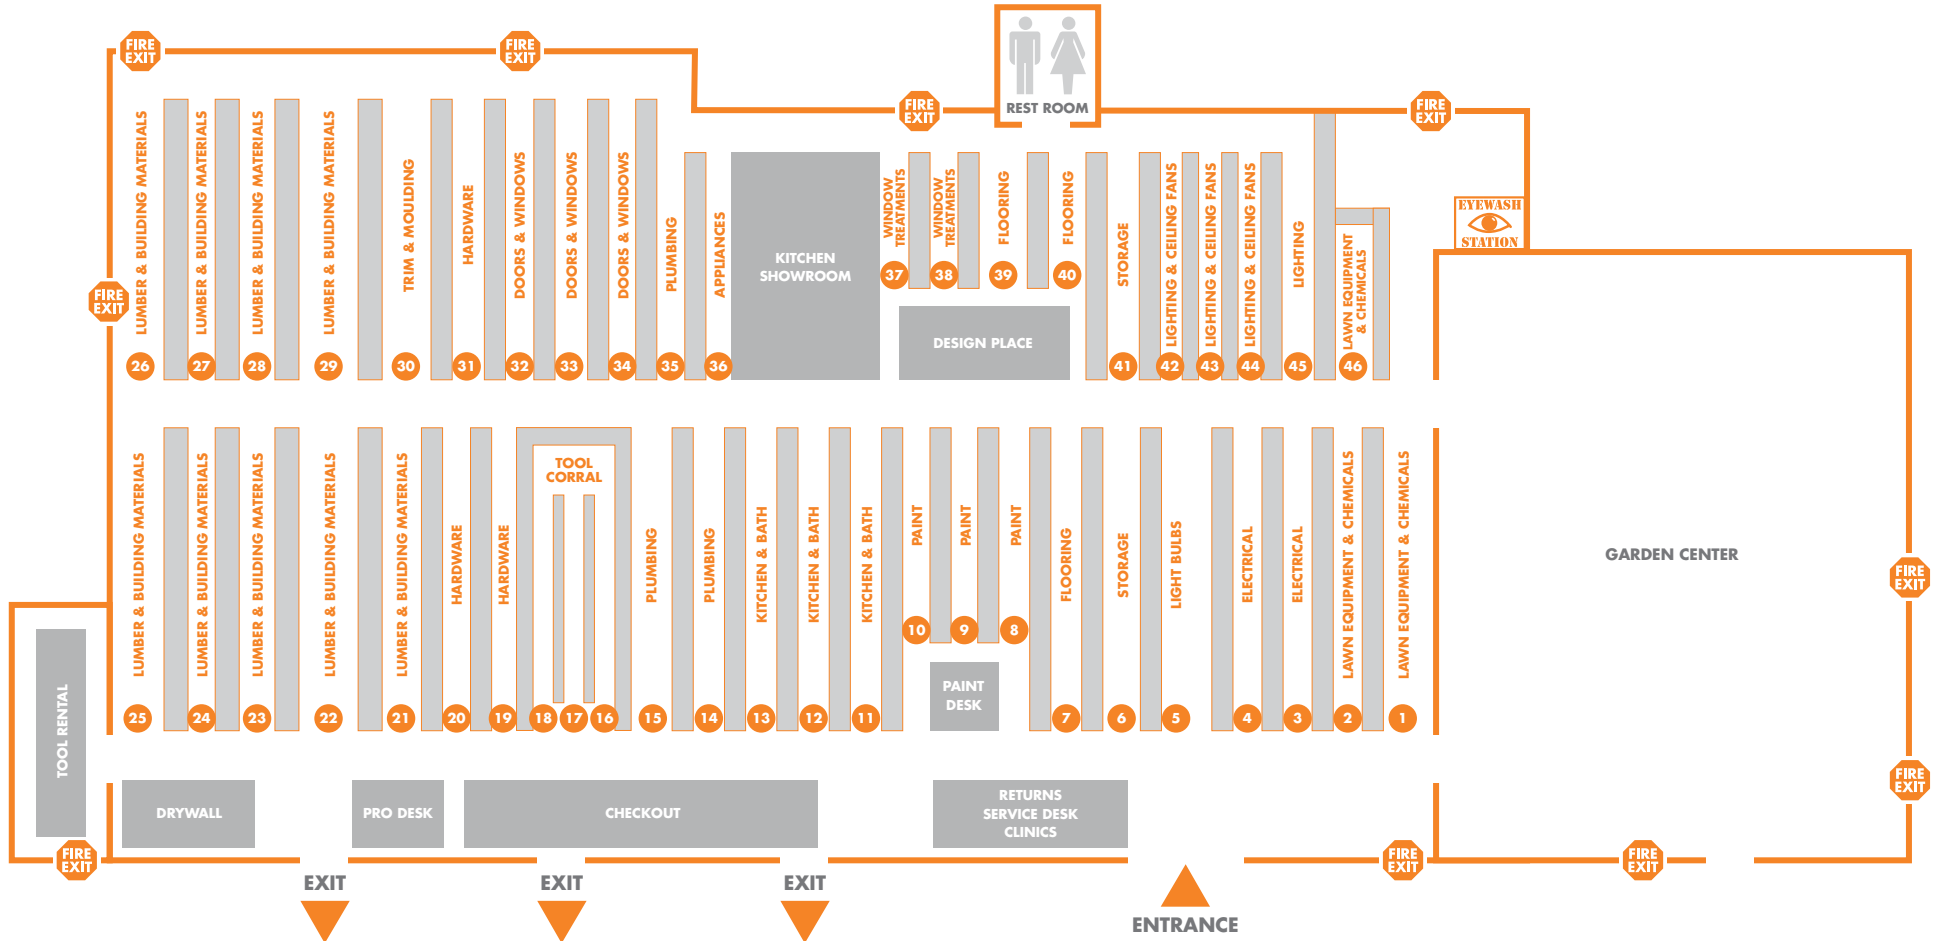 FIRE
EXIT
FIRE
EXIT
REST ROOM
FIRE
EXIT
FIRE
EXIT
LUMBER & BUILDING MATERIALS
26
LUMBER & BUILDING MATERIALS
27
LUMBER & BUILDING MATERIALS
28
LUMBER & BUILDING MATERIALS
29
TRIM & MOULDING
30
HARDWARE
31
DOORS & WINDOWS
32
DOORS & WINDOWS
33
DOORS & WINDOWS
34
PLUMBING
35
APPLIANCES
36
KITCHEN
SHOWROOM
WINDOW
TREATMENTS
37
WINDOW
TREATMENTS
38
FLOORING
39
FLOORING
40
DESIGN PLACE
STORAGE
41
LIGHTING & CEILING FANS
42
LIGHTING & CEILING FANS
43
LIGHTING & CEILING FANS
44
LIGHTING
45
LAWN EQUIPMENT
& CHEMICALS
46
EYEWASH
STATION
FIRE
EXIT
LUMBER & BUILDING MATERIALS
25
LUMBER & BUILDING MATERIALS
24
LUMBER & BUILDING MATERIALS
23
LUMBER & BUILDING MATERIALS
22
LUMBER & BUILDING MATERIALS
21
HARDWARE
20
HARDWARE
19
TOOL
CORRAL
18
17
16
PLUMBING
15
PLUMBING
14
KITCHEN & BATH
13
KITCHEN & BATH
12
KITCHEN & BATH
11
PAINT
10
PAINT
9
PAINT
8
PAINT
DESK
FLOORING
7
STORAGE
6
LIGHT BULBS
5
ELECTRICAL
4
ELECTRICAL
3
LAWN EQUIPMENT & CHEMICALS
2
LAWN EQUIPMENT & CHEMICALS
1
GARDEN CENTER
FIRE
EXIT
FIRE
EXIT
TOOL RENTAL
DRYWALL
PRO DESK
CHECKOUT
RETURNS
SERVICE DESK
CLINICS
FIRE
EXIT
FIRE
EXIT
FIRE
EXIT
EXIT
EXIT
EXIT
ENTRANCE